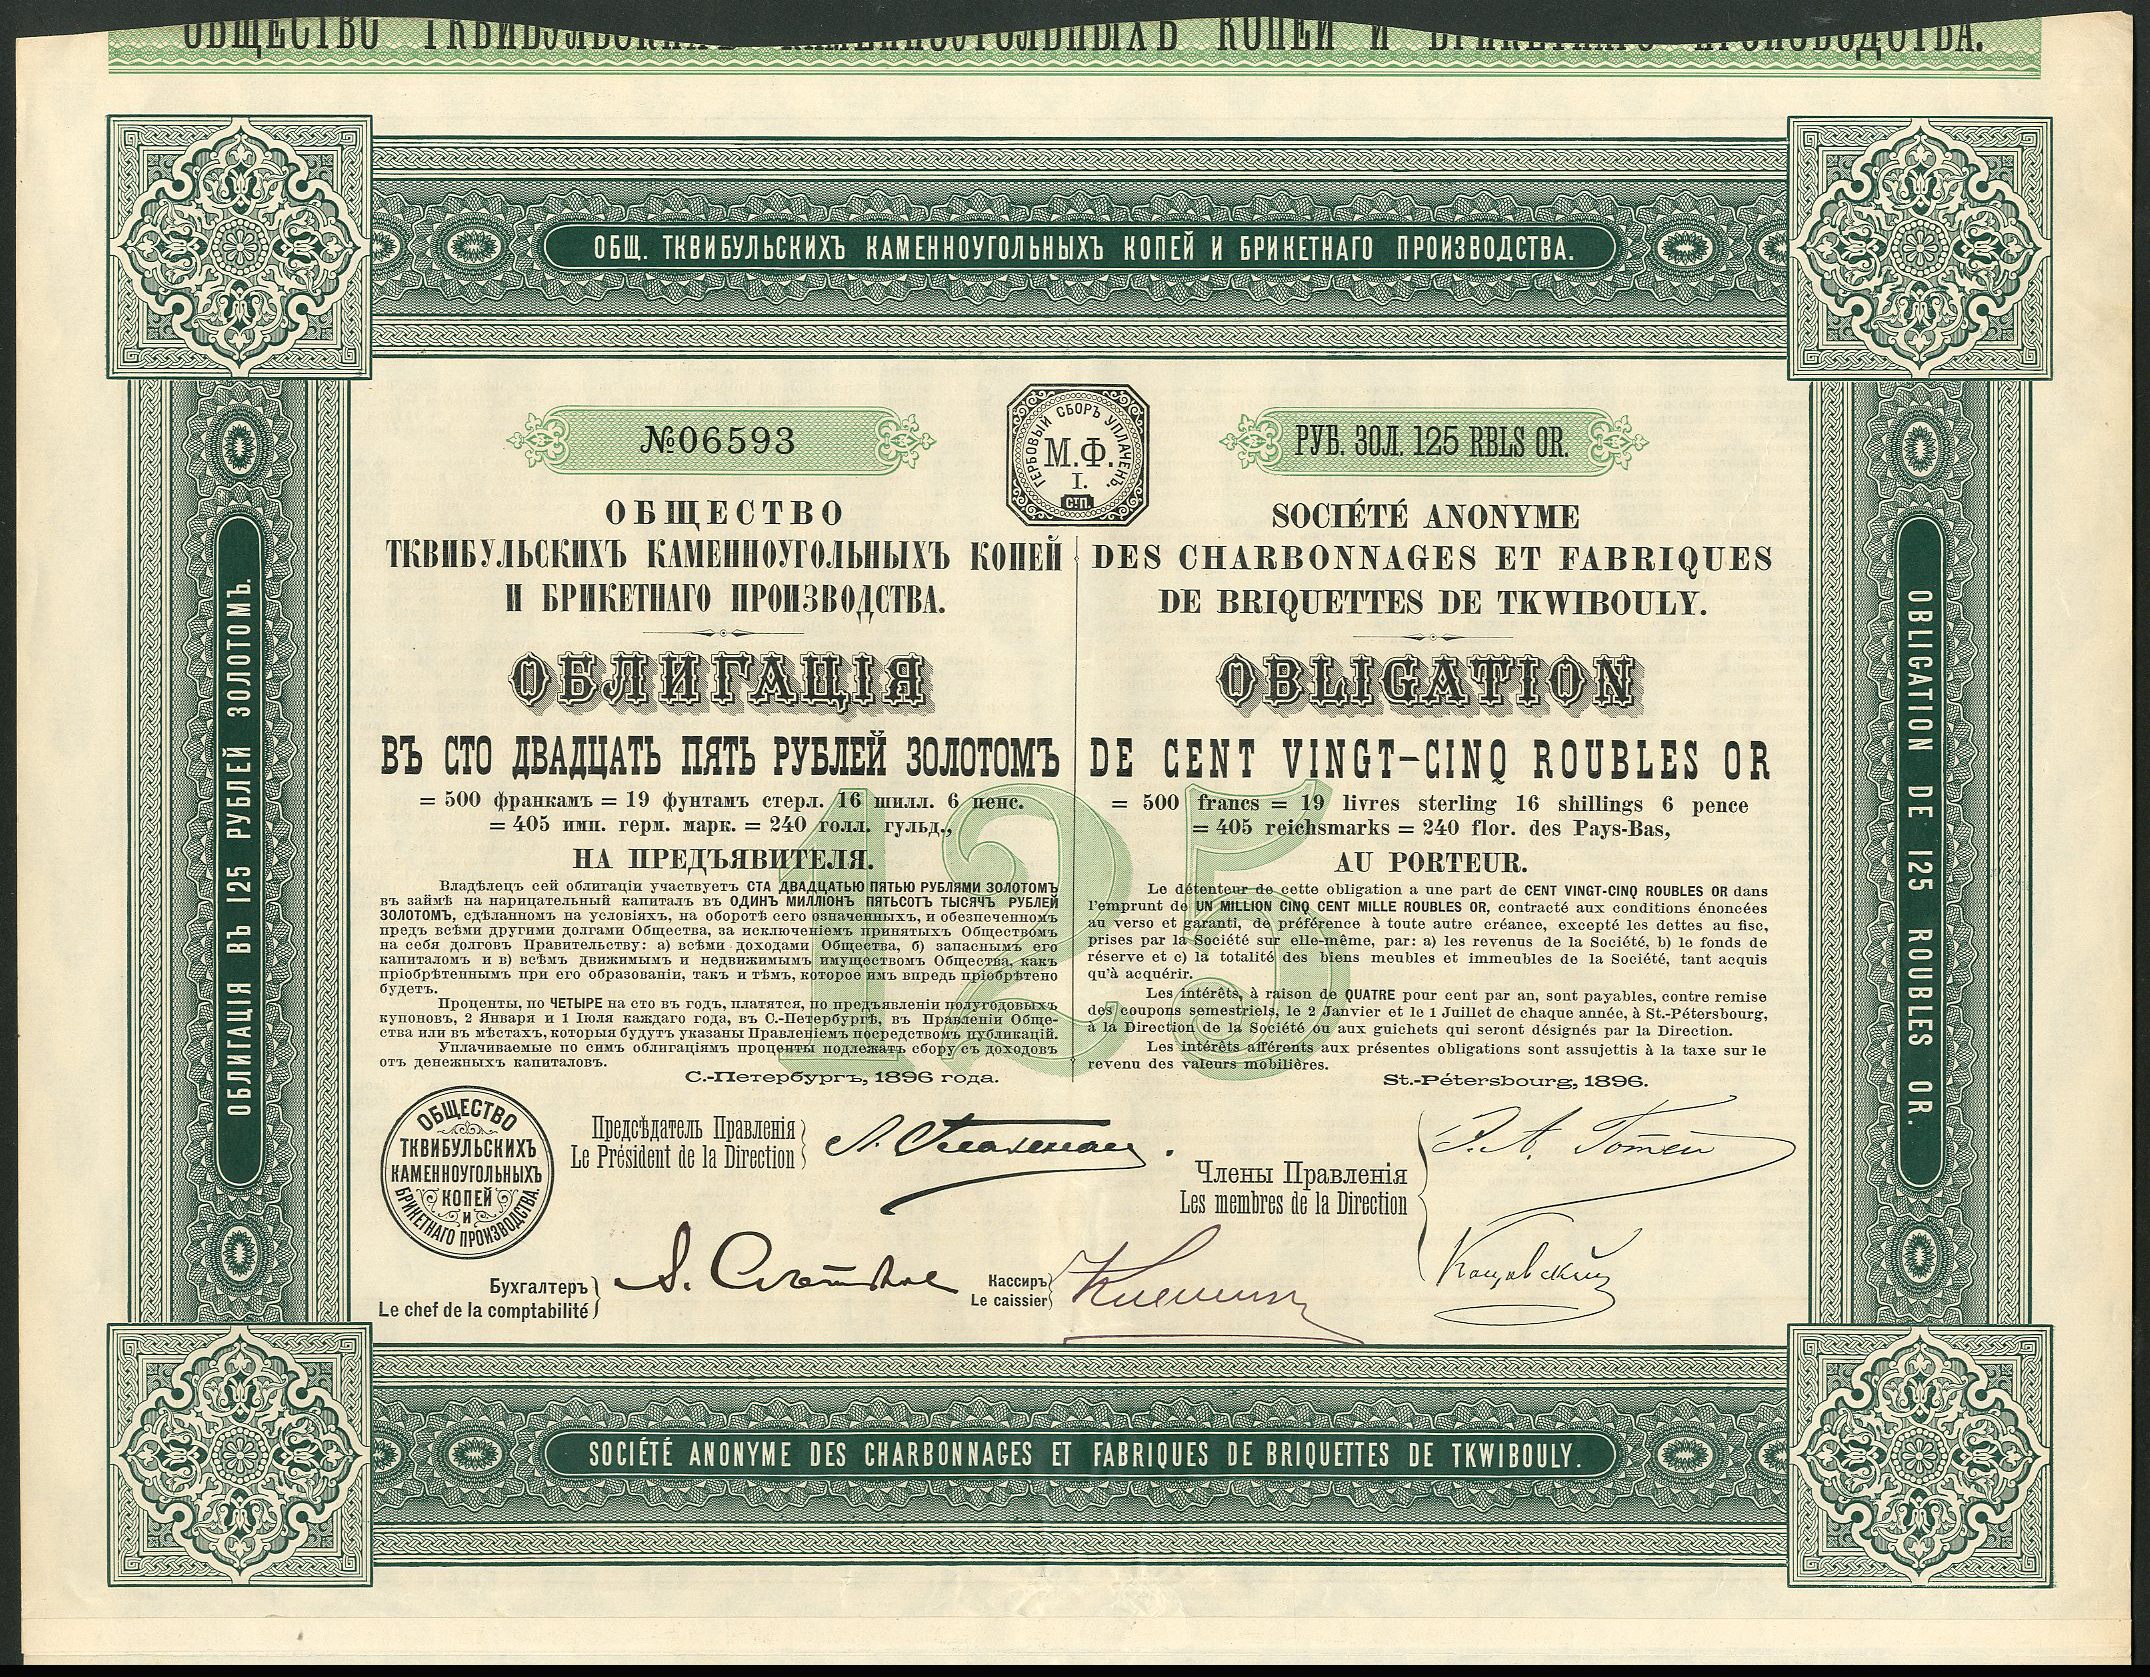 ОБЩЕСТВО ТКВИБУЛЬСКИХЪ КАМЕННОУГОЛЬНЫХЪ КОПЕЙ И БРИКЕТНАГО ПРОИЗВОДСТВА.
ОБЩ. ТКВИБУЛЬСКИХЪ КАМЕННОУГОЛЬНЫХЪ КОПЕЙ И БРИКЕТНАГО ПРОИЗВОДСТВА.
ОБЛИГАЦІЯ ВЪ 125 РУБЛЕЙ ЗОЛОТОМЪ.
№06593
ГЕРБОВЫЙ СБОРЪ УПЛАЧЕНЪ.
М.Ф.
I.
СТП.
РУБ. ЗОЛ. 125 RBLS OR.
ОБЩЕСТВО
ТКВИБУЛЬСКИХЪ КАМЕННОУГОЛЬНЫХЪ КОПЕЙ
И БРИКЕТНАГО ПРОИЗВОДСТВА.
ОБЛИГАЦІЯ
ВЪ СТО ДВАДЦАТЬ ПЯТЬ РУБЛЕЙ ЗОЛОТОМЪ
= 500 франкамъ = 19 фунтамъ стерл. 16 шилл. 6 пенс.
= 405 имп. герм. марк. = 240 голл. гульд.,
НА ПРЕДЪЯВИТЕЛЯ.
Владѣлецъ сей облигаціи участвуетъ СТА ДВАДЦАТЬЮ ПЯТЬЮ РУБЛЯМИ ЗОЛОТОМЪ
въ займѣ на нарицательный капиталъ въ ОДИНЪ МИЛЛІОНЪ ПЯТЬСОТЪ ТЫСЯЧЪ РУБЛЕЙ
ЗОЛОТОМЪ, сдѣланномъ на условіяхъ, на оборотѣ сего означенныхъ, и обезпеченномъ
предъ всѣми другими долгами Общества, за исключеніемъ принятыхъ Обществомъ
на себя долговъ Правительству: а) всѣми доходами Общества, б) запаснымъ его
капиталомъ и в) всѣмъ движимымъ и недвижимымъ имуществомъ Общества, какъ
пріобрѣтеннымъ при его образованіи, такъ и тѣмъ, которое имъ впредь пріобрѣтено
будетъ.
Проценты, по ЧЕТЫРЕ на сто въ годъ, платятся, по предъявленіи полугодовыхъ
купоновъ, 2 Января и 1 Іюля каждаго года, въ С.-Петербургѣ, въ Правленіи Обще-
ства или въ мѣстахъ, которыя будутъ указаны Правленіемъ посредствомъ публикацій.
Уплачиваемые по симъ облигаціямъ проценты подлежатъ сбору съ доходовъ
отъ денежныхъ капиталовъ.
С.-Петербургъ, 1896 года.
SOCIÉTÉ ANONYME
DES CHARBONNAGES ET FABRIQUES
DE BRIQUETTES DE TKWIBOULY.
OBLIGATION
DE CENT VINGT-CINQ ROUBLES OR
= 500 francs = 19 livres sterling 16 shillings 6 pence
= 405 reichsmarks = 240 flor. des Pays-Bas,
AU PORTEUR.
Le détenteur de cette obligation a une part de CENT VINGT-CINQ ROUBLES OR dans
l'emprunt de UN MILLION CINQ CENT MILLE ROUBLES OR, contracté aux conditions énoncées
au verso et garanti, de préférence à toute autre créance, excepté les dettes au fisc,
prises par la Société sur elle-même, par: a) les revenus de la Société, b) le fonds de
réserve et c) la totalité des biens meubles et immeubles de la Société, tant acquis
qu'à acquérir.
Les intérêts, à raison de QUATRE pour cent par an, sont payables, contre remise
des coupons semestriels, le 2 Janvier et le 1 Juillet de chaque année, à St.-Pétersbourg,
à la Direction de la Société ou aux guichets qui seront désignés par la Direction.
Les intérêts afférents aux présentes obligations sont assujettis à la taxe sur le
revenu des valeurs mobilières.
St.-Pétersbourg, 1896.
125
ОБЩЕСТВО
ТКВИБУЛЬСКИХЪ
КАМЕННОУГОЛЬНЫХЪ
КОПЕЙ
И
БРИКЕТНАГО ПРОИЗВОДСТВА.
Предсѣдатель Правленія
Le Président de la Direction
Члены Правленія
Les membres de la Direction
Бухгалтеръ
Le chef de la comptabilité
Кассиръ
Le caissier
OBLIGATION DE 125 ROUBLES OR.
SOCIÉTÉ ANONYME DES CHARBONNAGES ET FABRIQUES DE BRIQUETTES DE TKWIBOULY.